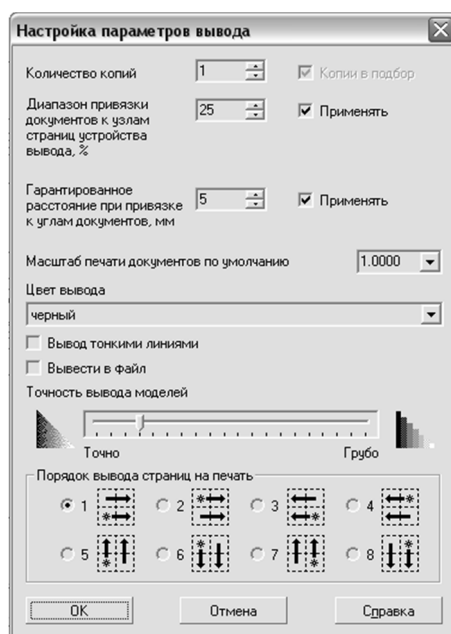 Настройка параметров вывода
Количество копий
1
Копии в подбор
Диапазон привязки
документов к узлам
страниц устройства
вывода, %
25
Применять
Гарантированное
расстояние при привязке
к углам документов, мм
5
Применять
Масштаб печати документов по умолчанию
1.0000
Цвет вывода
черный
Вывод тонкими линиями
Вывести в файл
Точность вывода моделей
Точно
Грубо
Порядок вывода страниц на печать
1
2
3
4
5
6
7
8
OK
Отмена
Справка